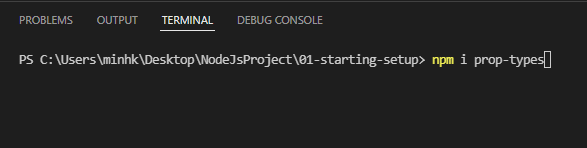 PROBLEMS OUTPUT TERMINAL DEBUG CONSOLE
PS C:\Users\minhk\Desktop\NodeJsProject\01-starting-setup> npm i prop-types